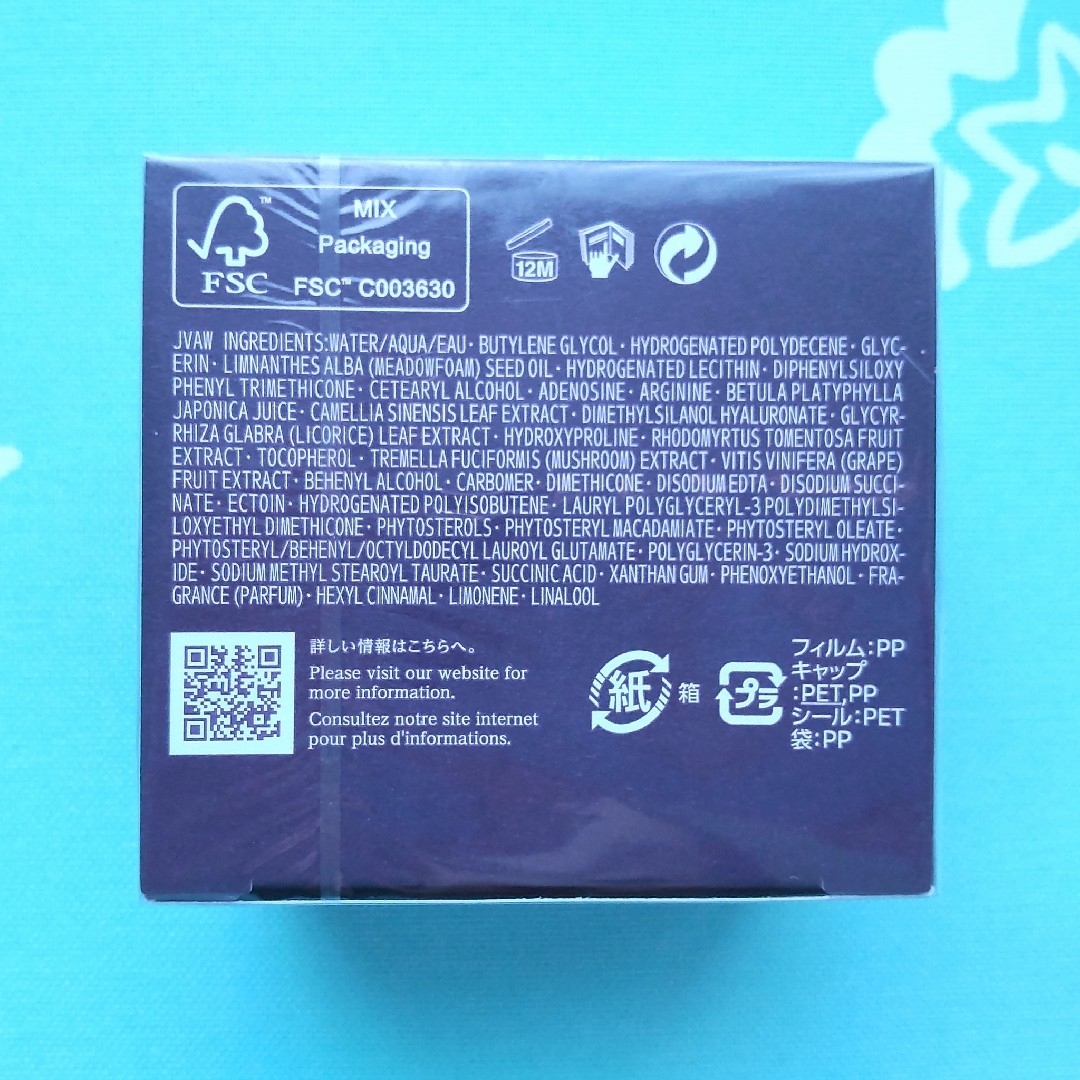 FSC™
MIX
Packaging
FSC™ C003630
12M
JVAW INGREDIENTS:WATER/AQUA/EAU・BUTYLENE GLYCOL・HYDROGENATED POLYDECENE・GLYC-
ERIN・LIMNANTHES ALBA (MEADOWFOAM) SEED OIL・HYDROGENATED LECITHIN・DIPHENYLSILOXY
PHENYL TRIMETHICONE・CETEARYL ALCOHOL・ADENOSINE・ARGININE・BETULA PLATYPHYLLA
JAPONICA JUICE・CAMELLIA SINENSIS LEAF EXTRACT・DIMETHYLSILANOL HYALURONATE・GLYCYR-
RHIZA GLABRA (LICORICE) LEAF EXTRACT・HYDROXYPROLINE・RHODOMYRTUS TOMENTOSA FRUIT
EXTRACT・TOCOPHEROL・TREMELLA FUCIFORMIS (MUSHROOM) EXTRACT・VITIS VINIFERA (GRAPE)
FRUIT EXTRACT・BEHENYL ALCOHOL・CARBOMER・DIMETHICONE・DISODIUM EDTA・DISODIUM SUCCI-
NATE・ECTOIN・HYDROGENATED POLYISOBUTENE・LAURYL POLYGLYCERYL-3 POLYDIMETHYLSI-
LOXYETHYL DIMETHICONE・PHYTOSTEROLS・PHYTOSTERYL MACADAMIATE・PHYTOSTERYL OLEATE・
PHYTOSTERYL/BEHENYL/OCTYLDODECYL LAUROYL GLUTAMATE・POLYGLYCERIN-3・SODIUM HYDROX-
IDE・SODIUM METHYL STEAROYL TAURATE・SUCCINIC ACID・XANTHAN GUM・PHENOXYETHANOL・FRA-
GRANCE (PARFUM)・HEXYL CINNAMAL・LIMONENE・LINALOOL
詳しい情報はこちらへ。
Please visit our website for
more information.
Consultez notre site internet
pour plus d'informations.
紙 箱
プラ
フィルム:PP
キャップ
:PET,PP
シール:PET
袋:PP